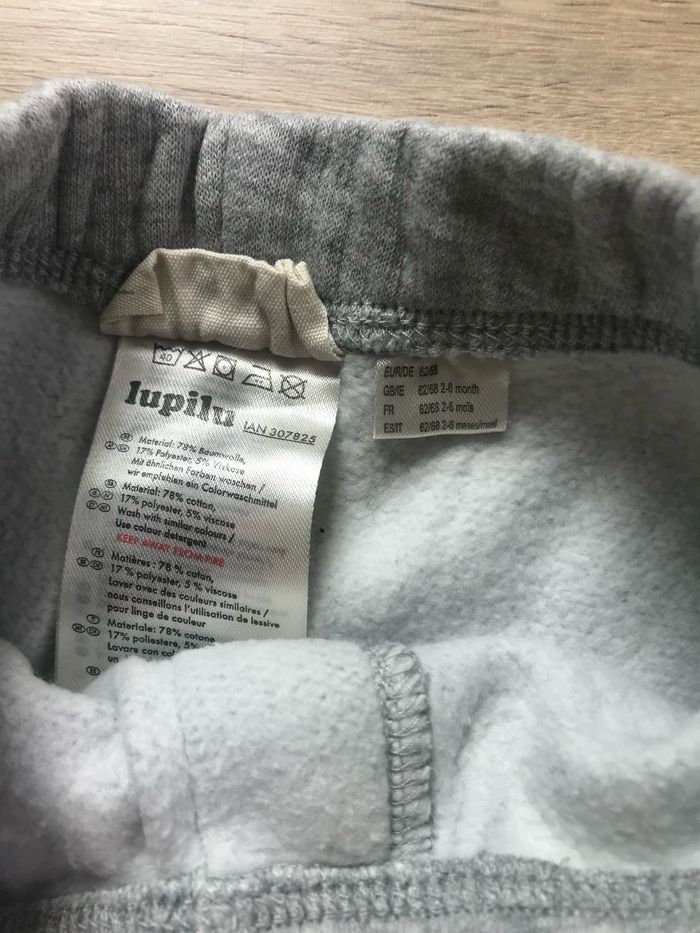 40
lupilu
IAN 307825
Material: 78% Baumwolle,
17% Polyester, 5% Viskose
Mit ähnlichen Farben waschen /
wir empfehlen ein Colorwaschmittel
Material: 78% cotton,
17% polyester, 5% viscose
Wash with similar colours /
Use colour detergent
KEEP AWAY FROM FIRE
Matières : 78 % coton,
17 % polyester, 5 % viscose
Laver avec des couleurs similaires /
nous conseillons l'utilisation de lessive
pour linge de couleur
Materiale: 78% cotone
17% poliestere, 5%
Lavare con
un
EUR/DE 62/68
GB/IE 62/68 2-6 month
FR 62/68 2-6 mois
ES/IT 62/68 2-6 meses/mesi